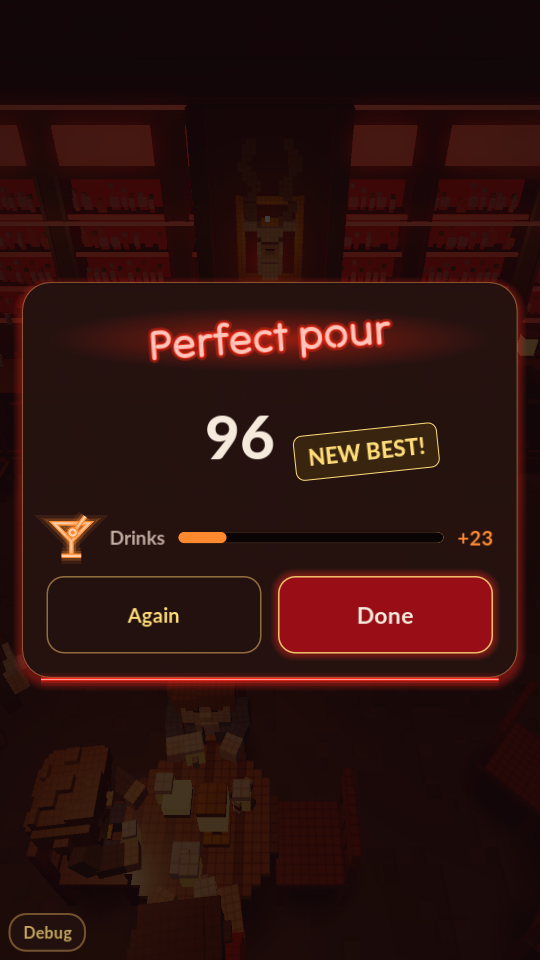 Perfect pour
96
NEW BEST!
Drinks
+23
Again
Done
Debug